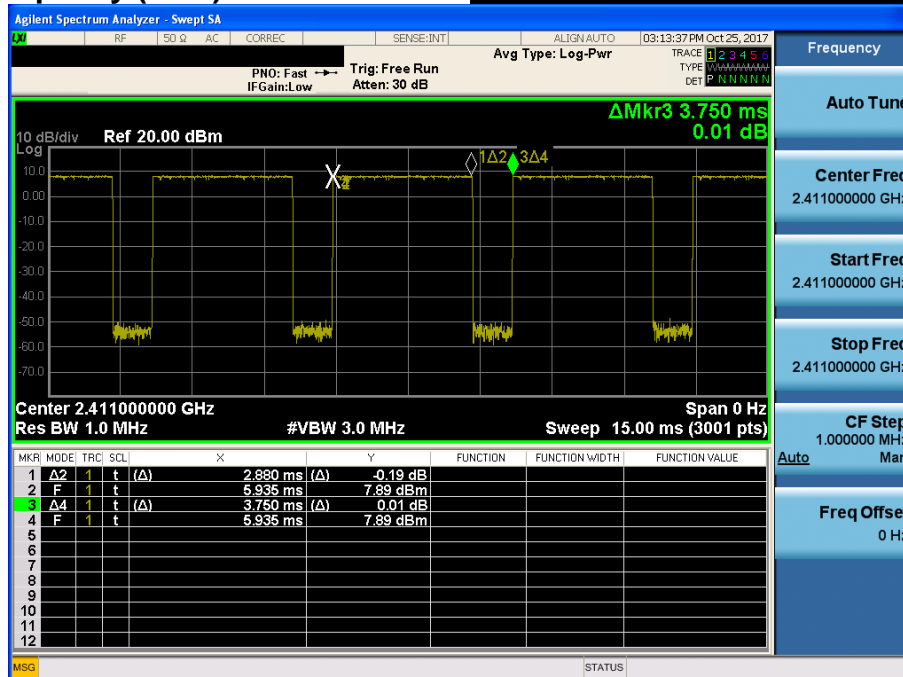 Agilent Spectrum Analyzer - Swept SA
LXI RF 50 Ω AC CORREC SENSE:INT ALIGN AUTO 03:13:37 PM Oct 25, 2017
Frequency
Avg Type: Log-Pwr TRACE 1 2 3 4 5 6
PNO: Fast Trig: Free Run TYPE
IFGain:Low Atten: 30 dB DET P N N N N N
Auto Tune
ΔMkr3 3.750 ms
0.01 dB
10 dB/div Ref 20.00 dBm
Log
1Δ2 3Δ4
10.0
0.00
-10.0
-20.0
-30.0
-40.0
-50.0
-60.0
-70.0
Center Freq
2.411000000 GHz
Start Freq
2.411000000 GHz
Stop Freq
2.411000000 GHz
Center 2.411000000 GHz Span 0 Hz
Res BW 1.0 MHz #VBW 3.0 MHz Sweep 15.00 ms (3001 pts)
CF Step
1.000000 MHz
Auto Man
Freq Offset
0 Hz
MKR MODE TRC SCL X Y FUNCTION FUNCTION WIDTH FUNCTION VALUE
1 Δ2 1 t (Δ) 2.880 ms (Δ) -0.19 dB
2 F 1 t 5.935 ms 7.89 dBm
3 Δ4 1 t (Δ) 3.750 ms (Δ) 0.01 dB
4 F 1 t 5.935 ms 7.89 dBm
5
6
7
8
9
10
11
12
MSG STATUS